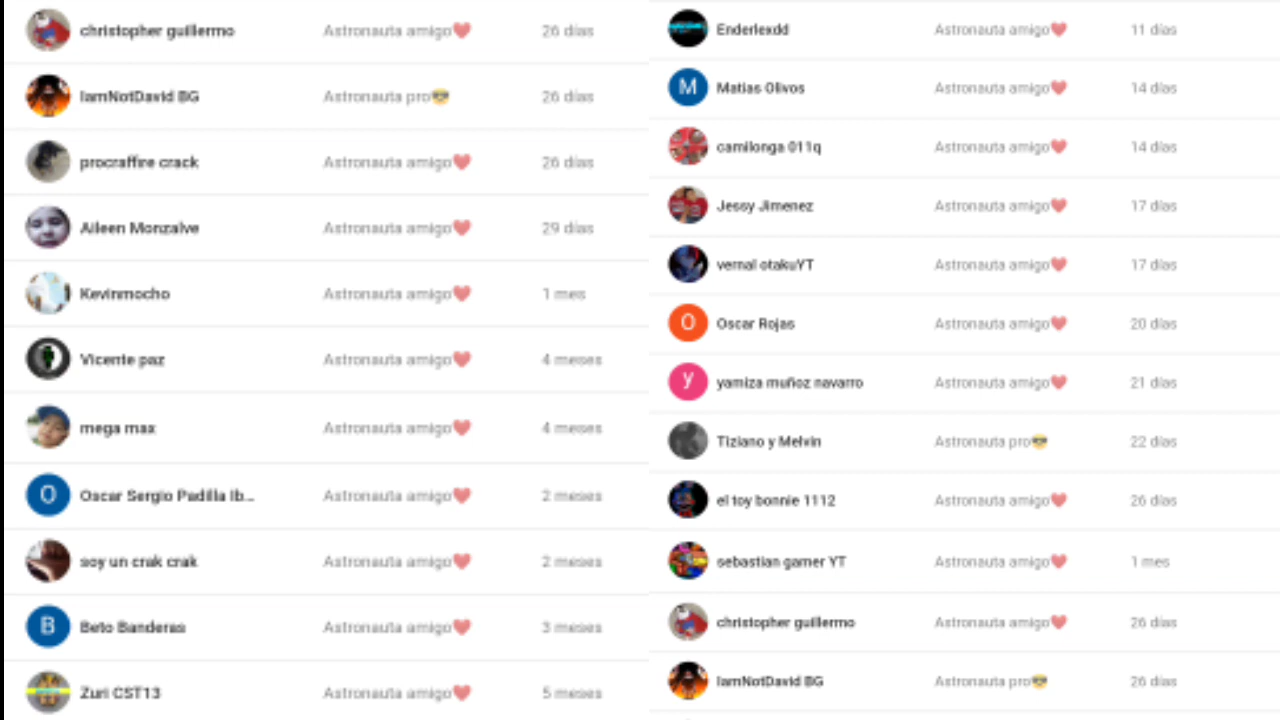 christopher guillermo Astronauta amigo❤️ 26 días
IamNotDavid BG Astronauta pro😎 26 días
procraffire crack Astronauta amigo❤️ 26 días
Aileen Monzalve Astronauta amigo❤️ 29 días
Kevinmocho Astronauta amigo❤️ 1 mes
Vicente paz Astronauta amigo❤️ 4 meses
mega max Astronauta amigo❤️ 4 meses
O Oscar Sergio Padilla Ib... Astronauta amigo❤️ 2 meses
soy un crak crak Astronauta amigo❤️ 2 meses
B Beto Banderas Astronauta amigo❤️ 3 meses
Zuri CST13 Astronauta amigo❤️ 5 meses
Enderlexdd Astronauta amigo❤️ 11 días
M Matias Olivos Astronauta amigo❤️ 14 días
camilonga 011q Astronauta amigo❤️ 14 días
Jessy Jimenez Astronauta amigo❤️ 17 días
vernal otakuYT Astronauta amigo❤️ 17 días
O Oscar Rojas Astronauta amigo❤️ 20 días
y yamiza muñoz navarro Astronauta amigo❤️ 21 días
Tiziano y Melvin Astronauta pro😎 22 días
el toy bonnie 1112 Astronauta amigo❤️ 26 días
sebastian gamer YT Astronauta amigo❤️ 1 mes
christopher guillermo Astronauta amigo❤️ 26 días
IamNotDavid BG Astronauta pro😎 26 días